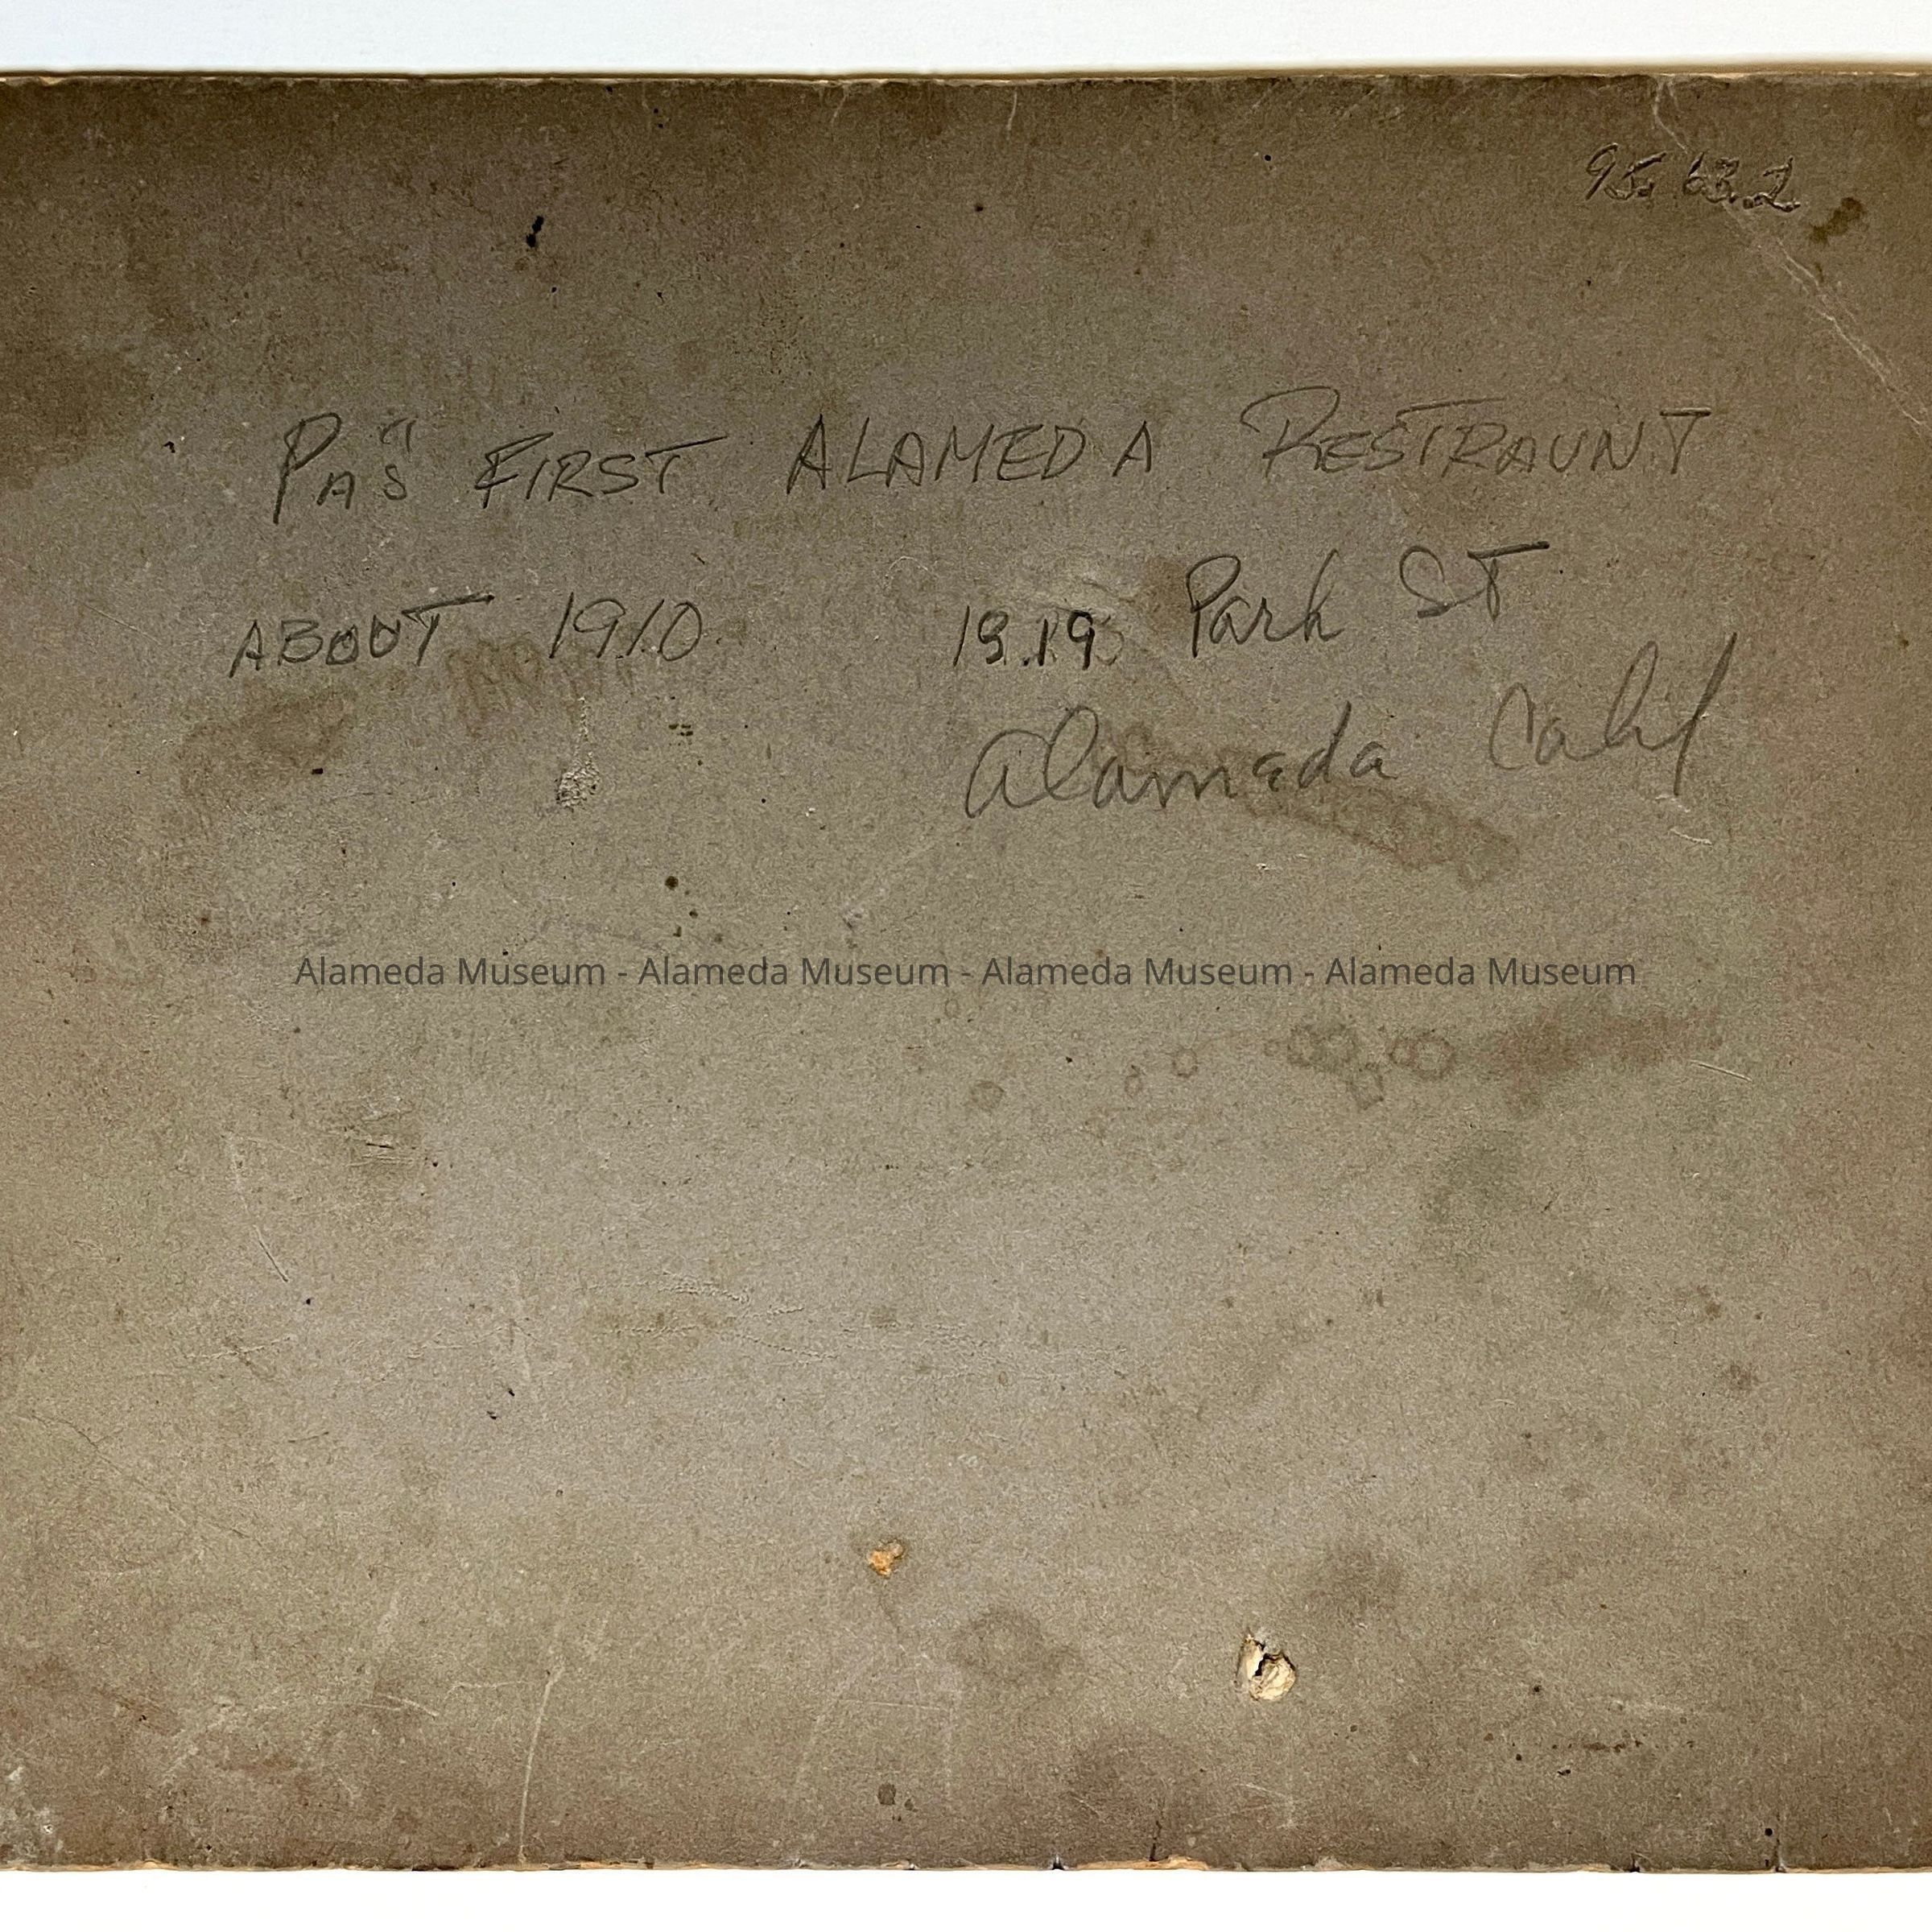 95.63.2
PA'S FIRST ALAMEDA RESTRAUNT
ABOUT 1910 1919 Park ST
Alameda Calif
Alameda Museum - Alameda Museum - Alameda Museum - Alameda Museum